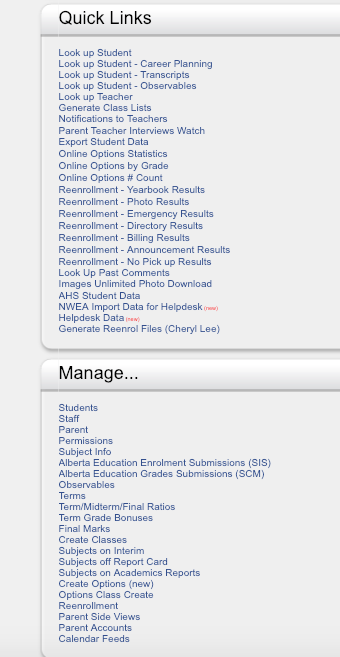 Quick Links
Look up Student
Look up Student - Career Planning
Look up Student - Transcripts
Look up Student - Observables
Look up Teacher
Generate Class Lists
Notifications to Teachers
Parent Teacher Interviews Watch
Export Student Data
Online Options Statistics
Online Options by Grade
Online Options # Count
Reenrollment - Yearbook Results
Reenrollment - Photo Results
Reenrollment - Emergency Results
Reenrollment - Directory Results
Reenrollment - Billing Results
Reenrollment - Announcement Results
Reenrollment - No Pick up Results
Look Up Past Comments
Images Unlimited Photo Download
AHS Student Data
NWEA Import Data for Helpdesk (new)
Helpdesk Data (new)
Generate Reenrol Files (Cheryl Lee)
Manage...
Students
Staff
Parent
Permissions
Subject Info
Alberta Education Enrolment Submissions (SIS)
Alberta Education Grades Submissions (SCM)
Observables
Terms
Term/Midterm/Final Ratios
Term Grade Bonuses
Final Marks
Create Classes
Subjects on Interim
Subjects off Report Card
Subjects on Academics Reports
Create Options (new)
Options Class Create
Reenrollment
Parent Side Views
Parent Accounts
Calendar Feeds